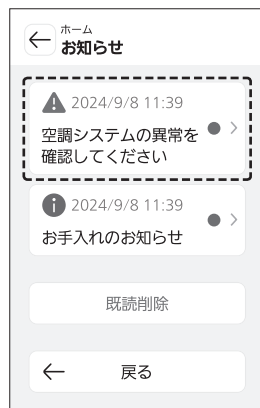 ホーム
お知らせ
2024/9/8 11:39
空調システムの異常を
確認してください
2024/9/8 11:39
お手入れのお知らせ
既読削除
戻る